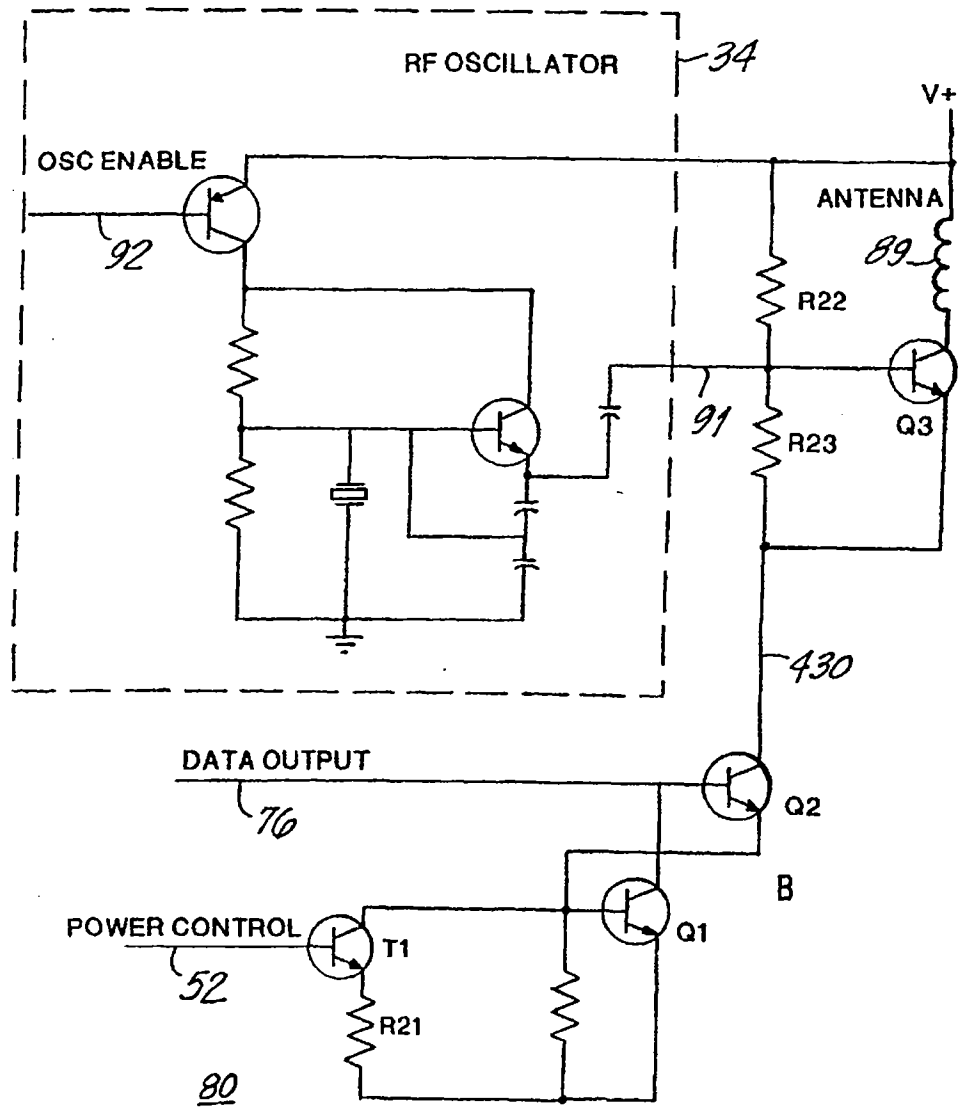 RF OSCILLATOR
34
V+
OSC ENABLE
92
ANTENNA
89
R22
91
Q3
R23
430
DATA OUTPUT
76
Q2
B
POWER CONTROL
T1
Q1
52
R21
80